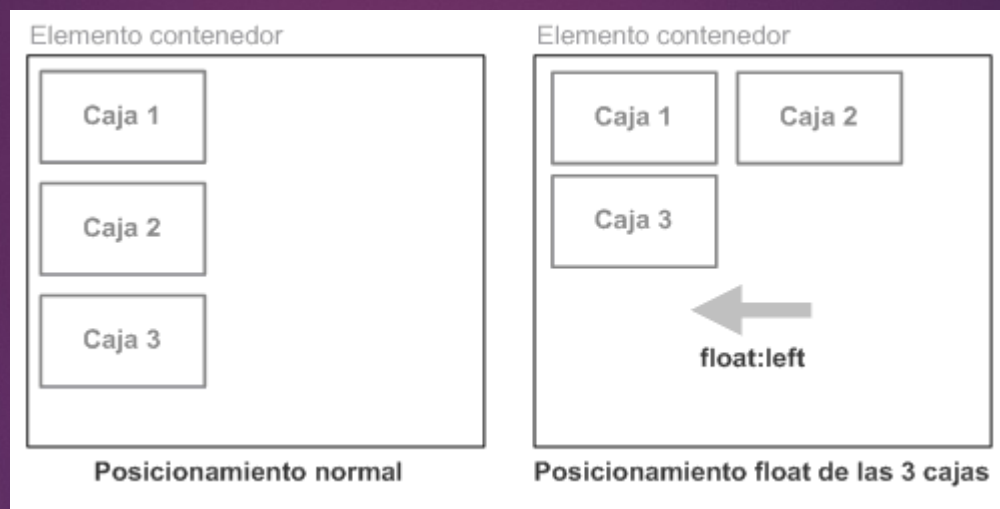 Elemento contenedor
Caja 1
Caja 2
Caja 3
Posicionamiento normal
Elemento contenedor
Caja 1 Caja 2
Caja 3
float:left
Posicionamiento float de las 3 cajas